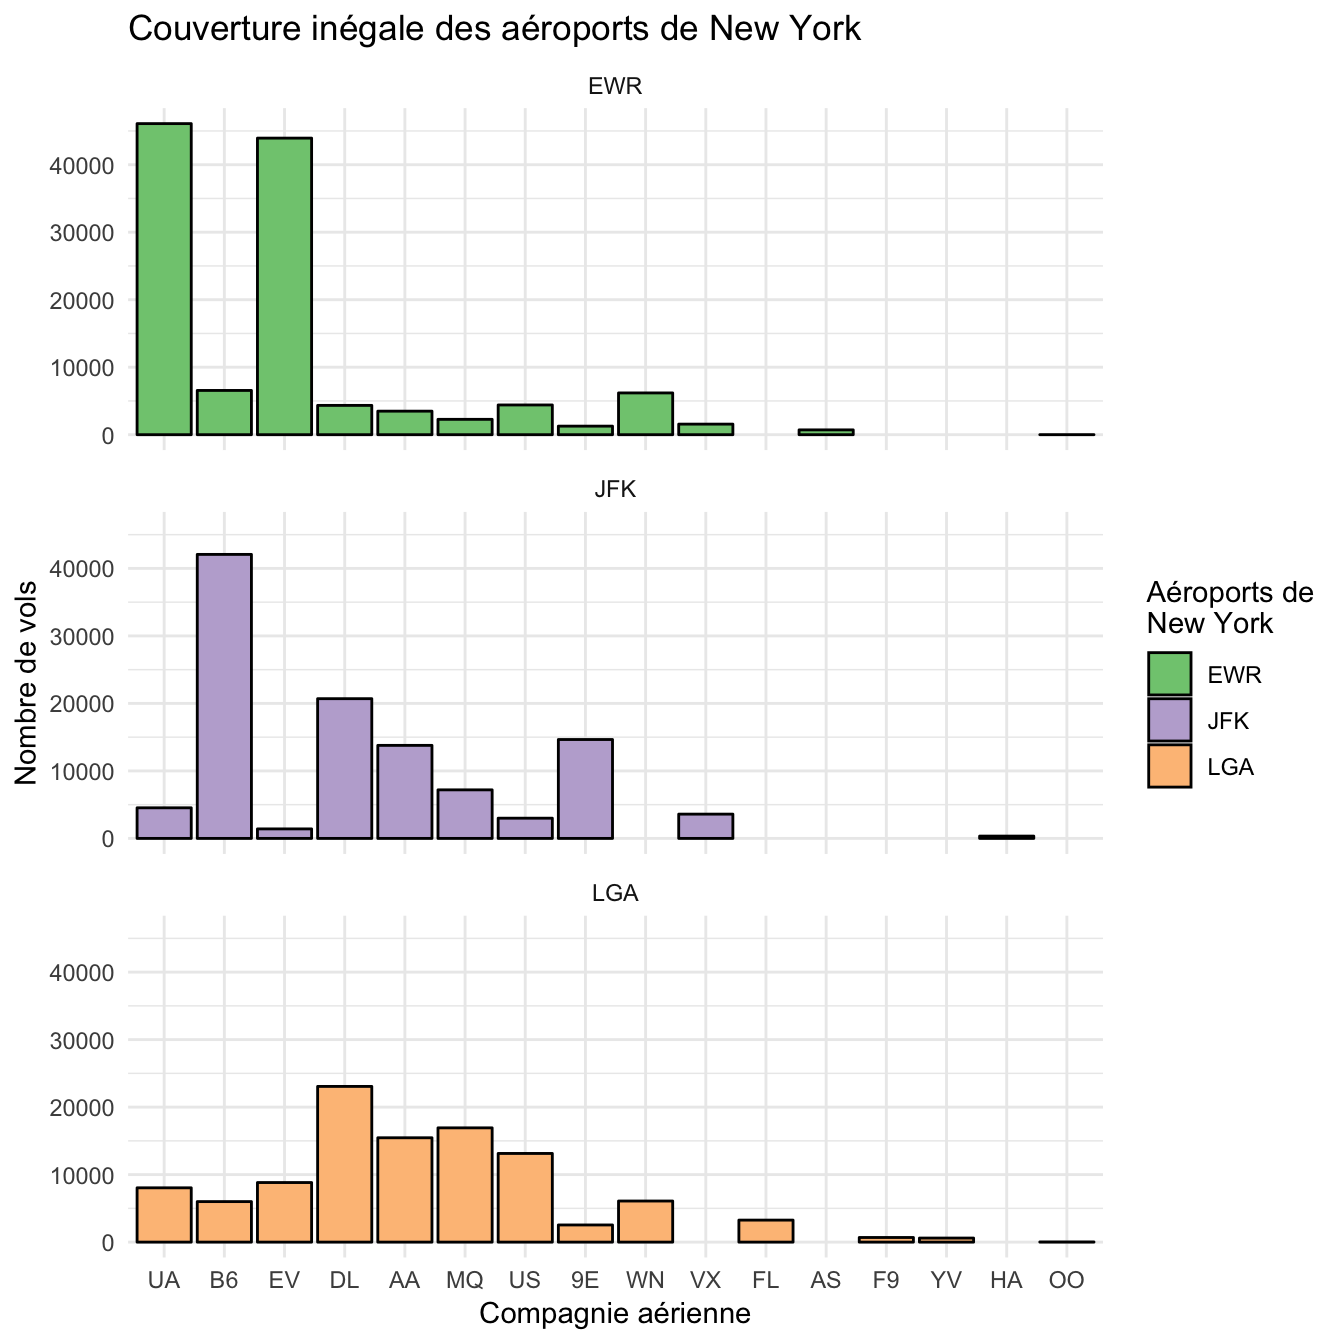 Couverture inégale des aéroports de New York
EWR
40000
30000
20000
10000
0
JFK
40000
30000
20000
10000
0
LGA
40000
30000
20000
10000
0
UA B6 EV DL AA MQ US 9E WN VX FL AS F9 YV HA OO
Compagnie aérienne
Nombre de vols
Aéroports de
New York
EWR
JFK
LGA